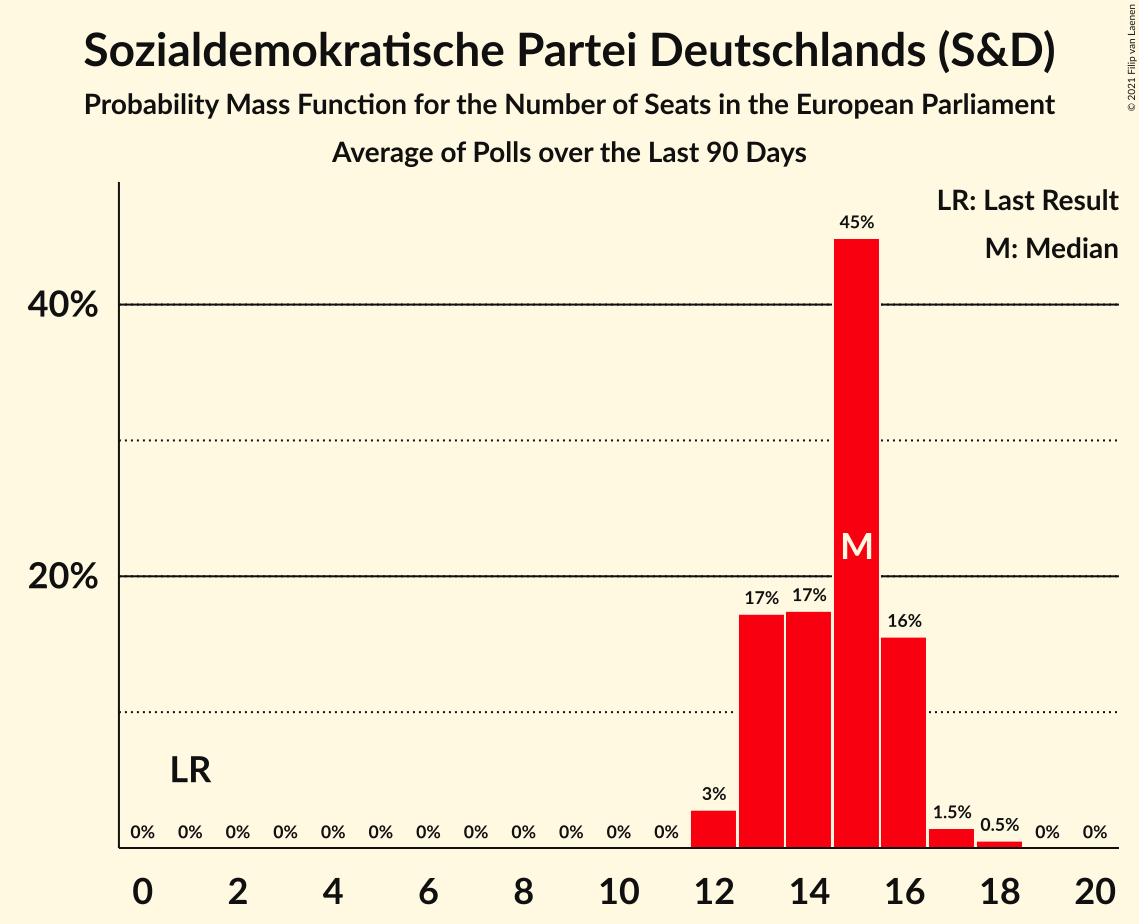 Sozialdemokratische Partei Deutschlands (S&D)
Probability Mass Function for the Number of Seats in the European Parliament
Average of Polls over the Last 90 Days
© 2021 Filip van Laenen
LR: Last Result
M: Median
45%
40%
M
20%
17% 17%
16%
LR
3%
1.5%
0.5%
0% 0% 0% 0% 0% 0% 0% 0% 0% 0% 0% 0% 0% 0%
0 2 4 6 8 10 12 14 16 18 20